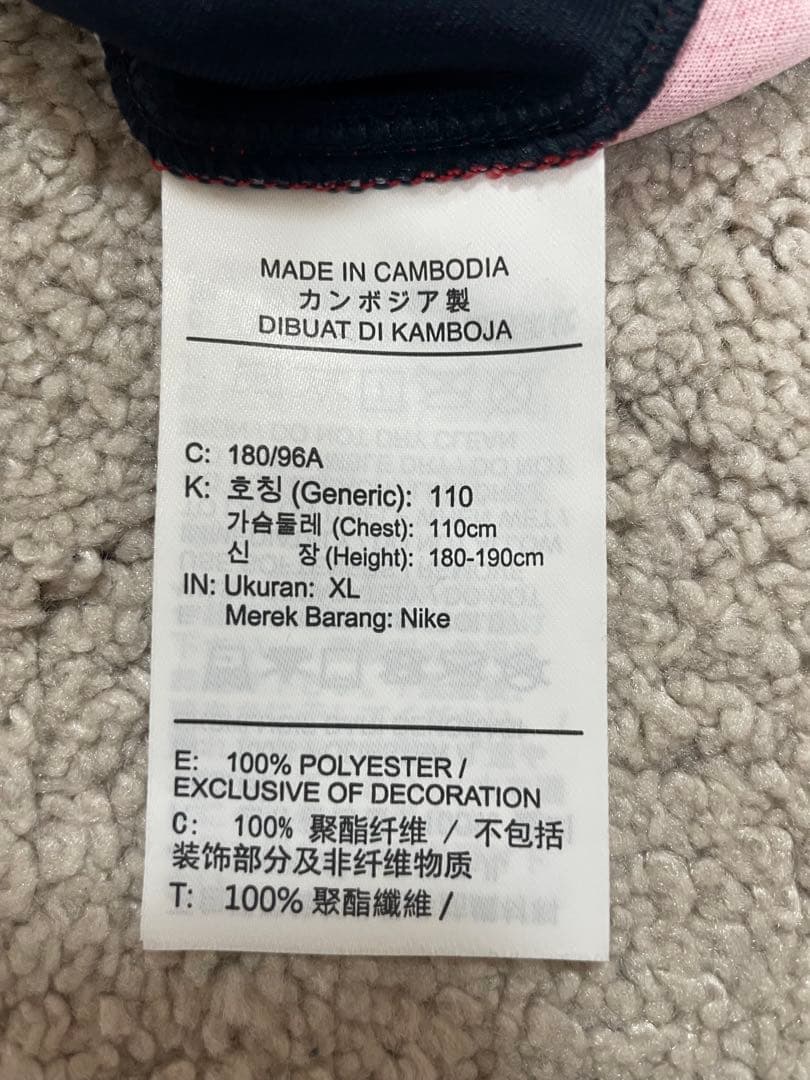 MADE IN CAMBODIA
カンボジア製
DIBUAT DI KAMBOJA
C: 180/96A
K: 호칭 (Generic): 110
가슴둘레 (Chest): 110cm
신 장 (Height): 180-190cm
IN: Ukuran: XL
Merek Barang: Nike
E: 100% POLYESTER /
EXCLUSIVE OF DECORATION
C: 100% 聚酯纤维 / 不包括
装饰部分及非纤维物质
T: 100% 聚酯纖維 /